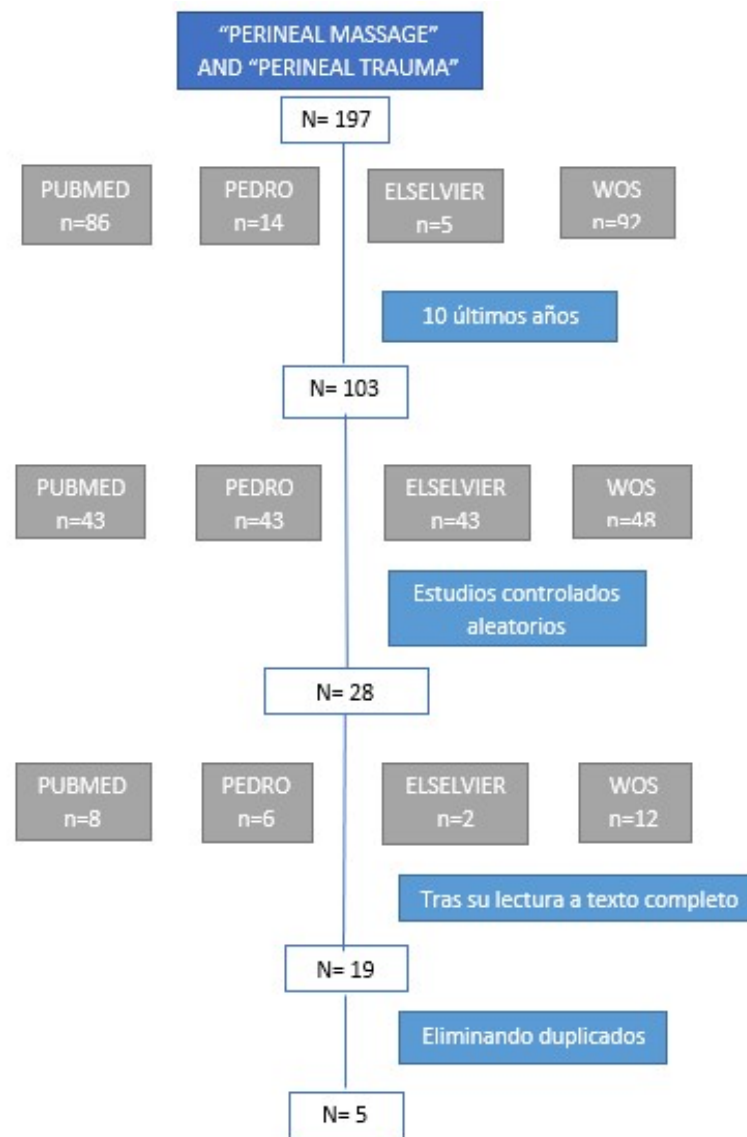 “PERINEAL MASSAGE”
AND “PERINEAL TRAUMA”
N= 197
PUBMED
n=86
PEDRO
n=14
ELSELVIER
n=5
WOS
n=92
10 últimos años
N= 103
PUBMED
n=43
PEDRO
n=43
ELSELVIER
n=43
WOS
n=48
Estudios controlados
aleatorios
N= 28
PUBMED
n=8
PEDRO
n=6
ELSELVIER
n=2
WOS
n=12
Tras su lectura a texto completo
N= 19
Eliminando duplicados
N= 5